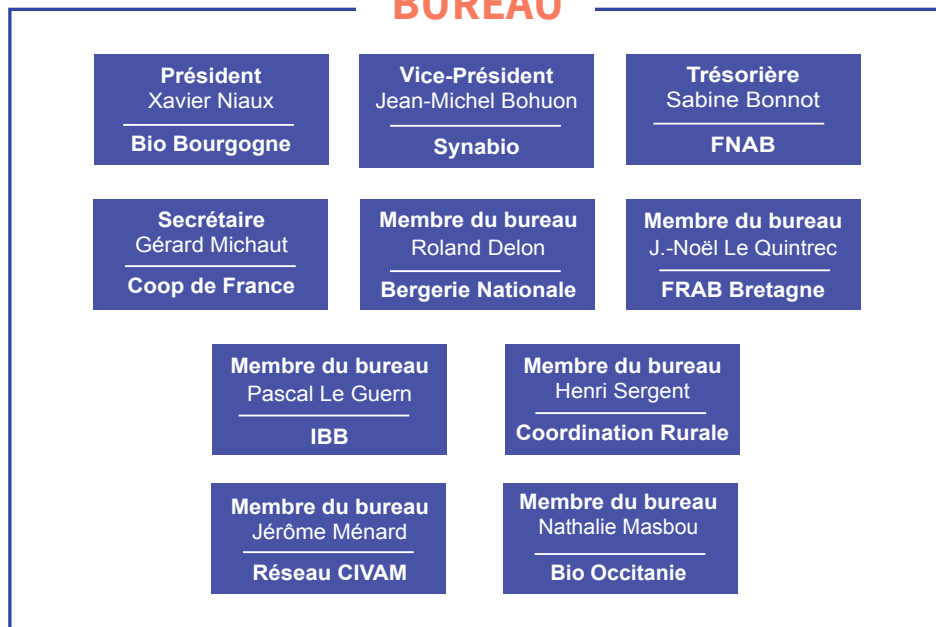 BUREAU
Président
Xavier Niaux
Bio Bourgogne
Vice-Président
Jean-Michel Bohuon
Synabio
Trésorière
Sabine Bonnot
FNAB
Secrétaire
Gérard Michaut
Coop de France
Membre du bureau
Roland Delon
Bergerie Nationale
Membre du bureau
J.-Noël Le Quintrec
FRAB Bretagne
Membre du bureau
Pascal Le Guern
IBB
Membre du bureau
Henri Sergent
Coordination Rurale
Membre du bureau
Jérôme Ménard
Réseau CIVAM
Membre du bureau
Nathalie Masbou
Bio Occitanie